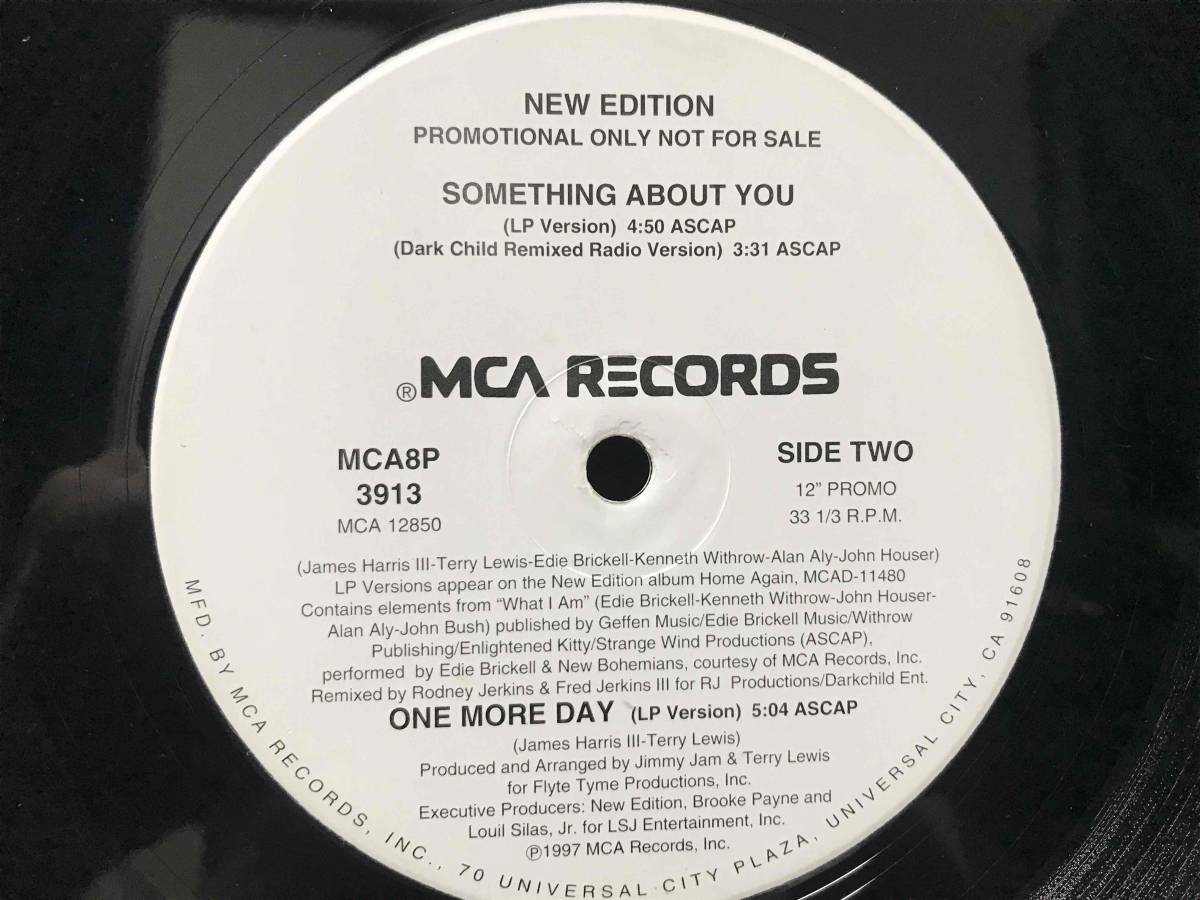 NEW EDITION
PROMOTIONAL ONLY NOT FOR SALE
SOMETHING ABOUT YOU
(LP Version) 4:50 ASCAP
(Dark Child Remixed Radio Version) 3:31 ASCAP
®MCA RECORDS
MCA8P
3913
MCA 12850
SIDE TWO
12” PROMO
33 1/3 R.P.M.
(James Harris III-Terry Lewis-Edie Brickell-Kenneth Withrow-Alan Aly-John Houser)
LP Versions appear on the New Edition album Home Again, MCAD-11480
Contains elements from “What I Am” (Edie Brickell-Kenneth Withrow-John Houser-
Alan Aly-John Bush) published by Geffen Music/Edie Brickell Music/Withrow
Publishing/Enlightened Kitty/Strange Wind Productions (ASCAP),
performed by Edie Brickell & New Bohemians, courtesy of MCA Records, Inc.
Remixed by Rodney Jerkins & Fred Jerkins III for RJ Productions/Darkchild Ent.
ONE MORE DAY (LP Version) 5:04 ASCAP
(James Harris III-Terry Lewis)
Produced and Arranged by Jimmy Jam & Terry Lewis
for Flyte Tyme Productions, Inc.
Executive Producers: New Edition, Brooke Payne and
Louil Silas, Jr. for LSJ Entertainment, Inc.
℗1997 MCA Records, Inc.
MFD. BY MCA RECORDS, INC., 70 UNIVERSAL CITY PLAZA, UNIVERSAL CITY, CA 91608